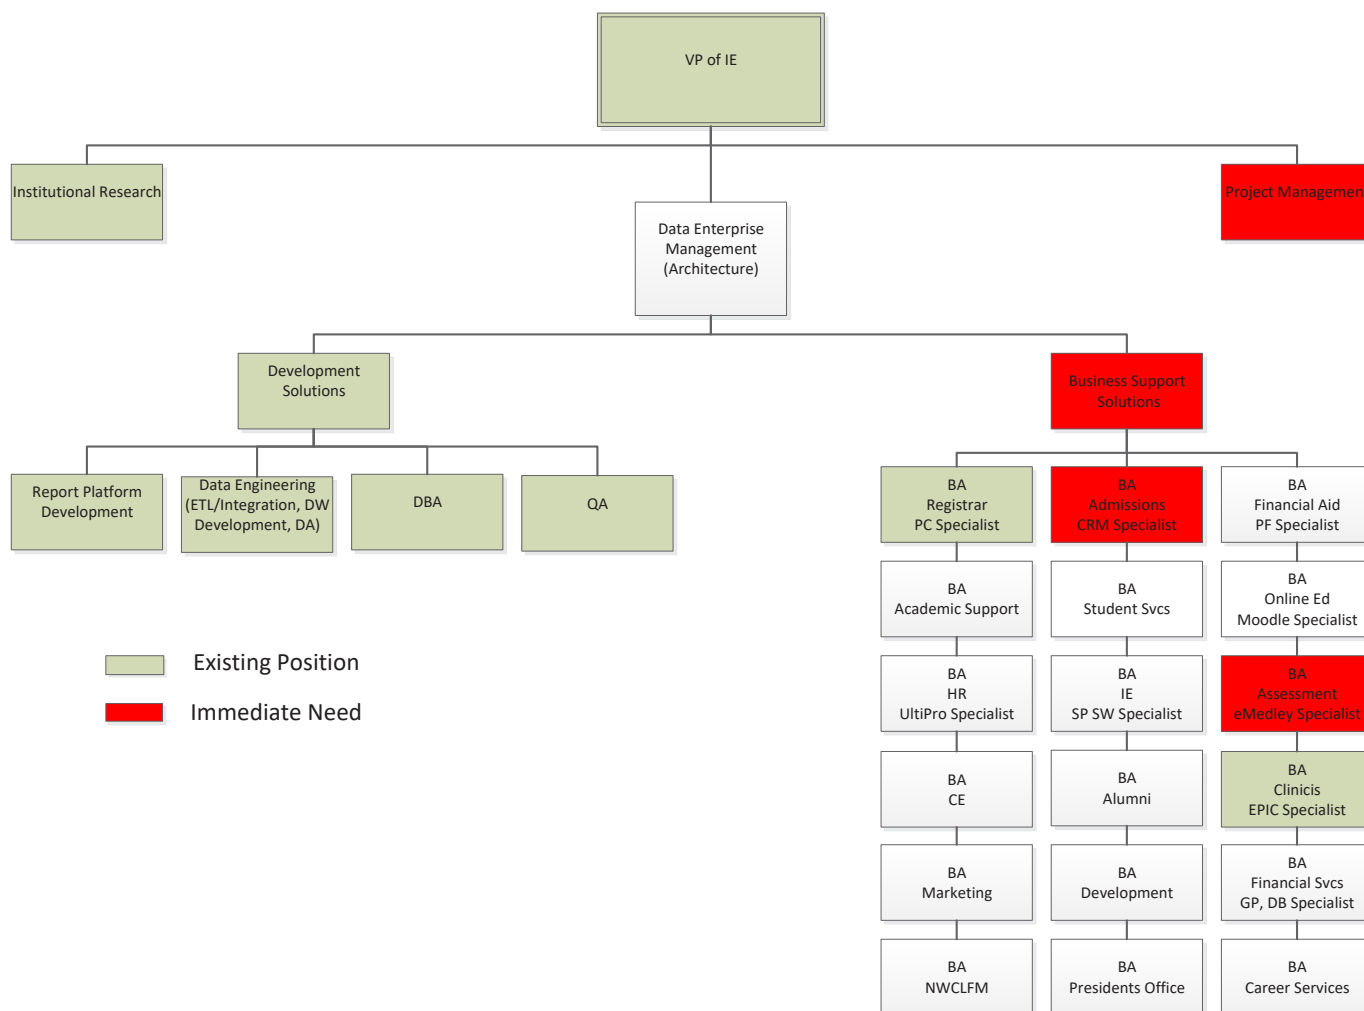 VP of IE
Institutional Research
Project Managemen
Data Enterprise
Management
(Architecture)
Development
Solutions
Business Support
Solutions
Report Platform
Development
Data Engineering
(ETL/Integration, DW
Development, DA)
DBA
QA
BA
Registrar
PC Specialist
BA
Admissions
CRM Specialist
BA
Financial Aid
PF Specialist
BA
Academic Support
BA
Student Svcs
BA
Online Ed
Moodle Specialist
BA
HR
UltiPro Specialist
BA
IE
SP SW Specialist
BA
Assessment
eMedley Specialist
BA
CE
BA
Alumni
BA
Clinicis
EPIC Specialist
BA
Marketing
BA
Development
BA
Financial Svcs
GP, DB Specialist
BA
NWCLFM
BA
Presidents Office
BA
Career Services
Existing Position
Immediate Need